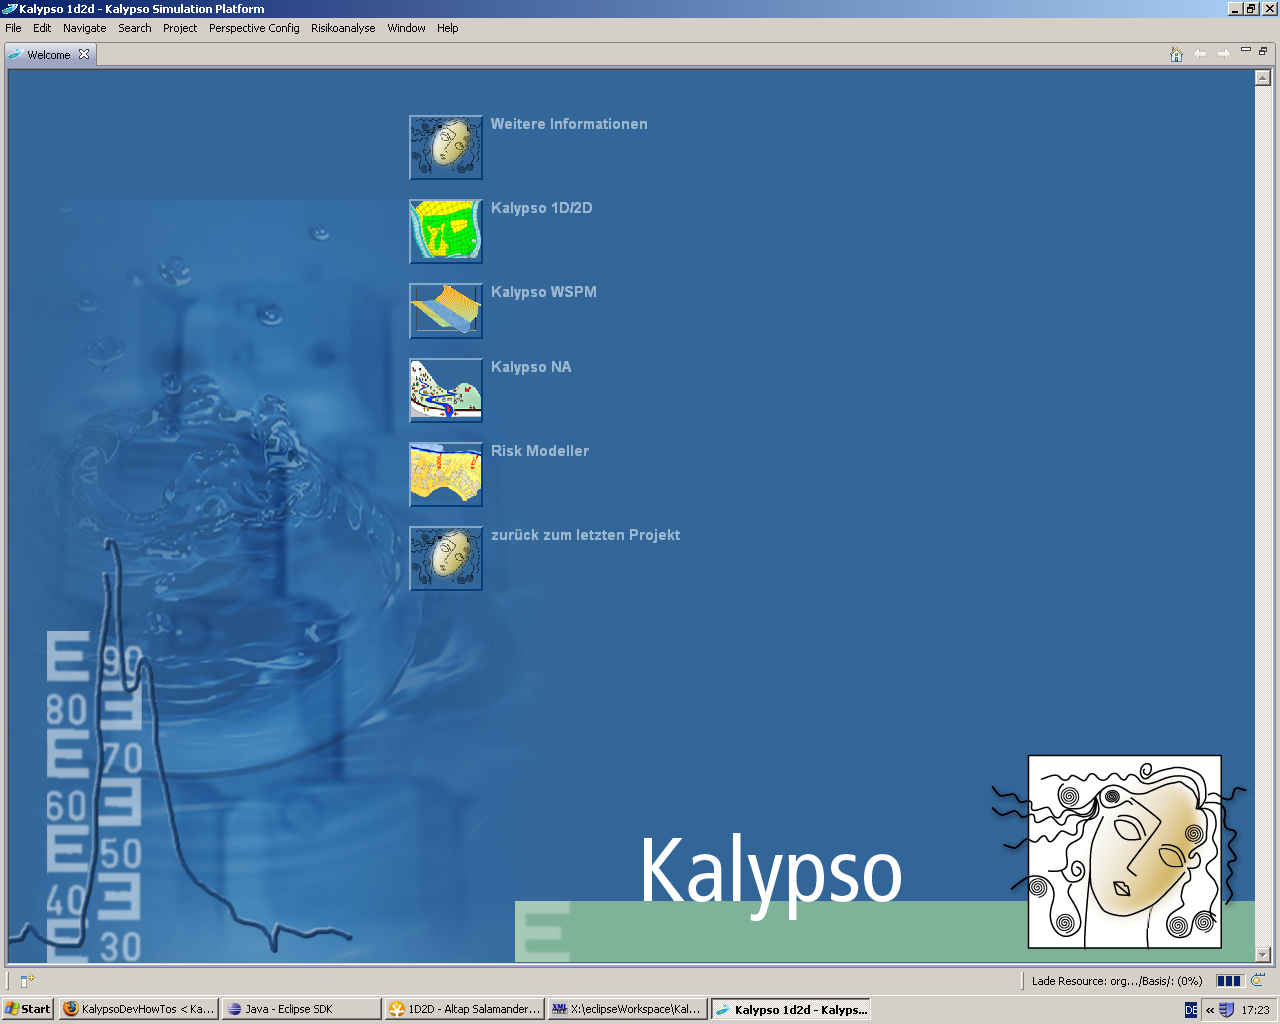 Kalypso 1d2d - Kalypso Simulation Platform
File Edit Navigate Search Project Perspective Config Risikoanalyse Window Help
Welcome
Weitere Informationen
Kalypso 1D/2D
Kalypso WSPM
Kalypso NA
Risk Modeller
zurück zum letzten Projekt
E
90
80
E
70
E
60
E
50
E
40
E
30
Kalypso
E
Lade Resource: org.../Basis/: (0%)
Start
KalypsoDevHowTos < Ka...
Java - Eclipse SDK
1D2D - Altap Salamander...
X:\eclipseWorkspace\Kal...
Kalypso 1d2d - Kalyps...
DE
«
17:23